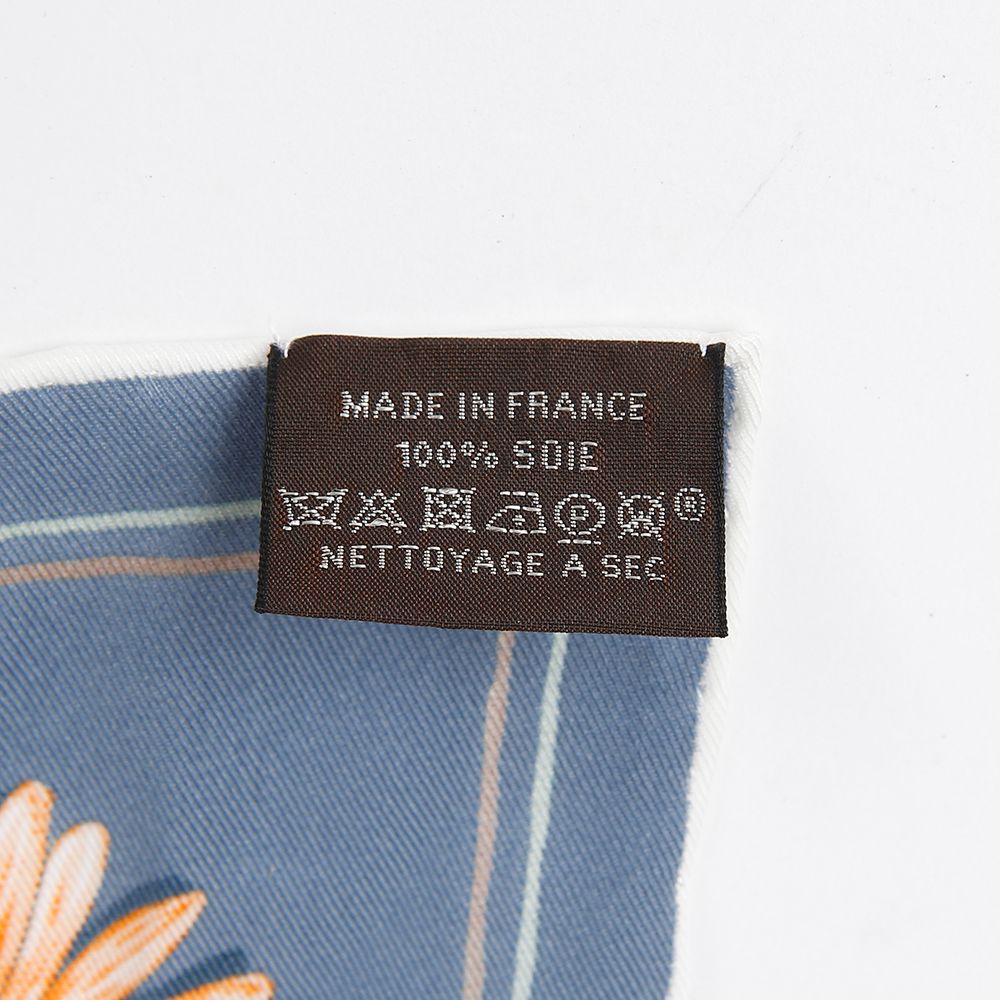 MADE IN FRANCE
100% SOIE
P ®
NETTOYAGE À SEC